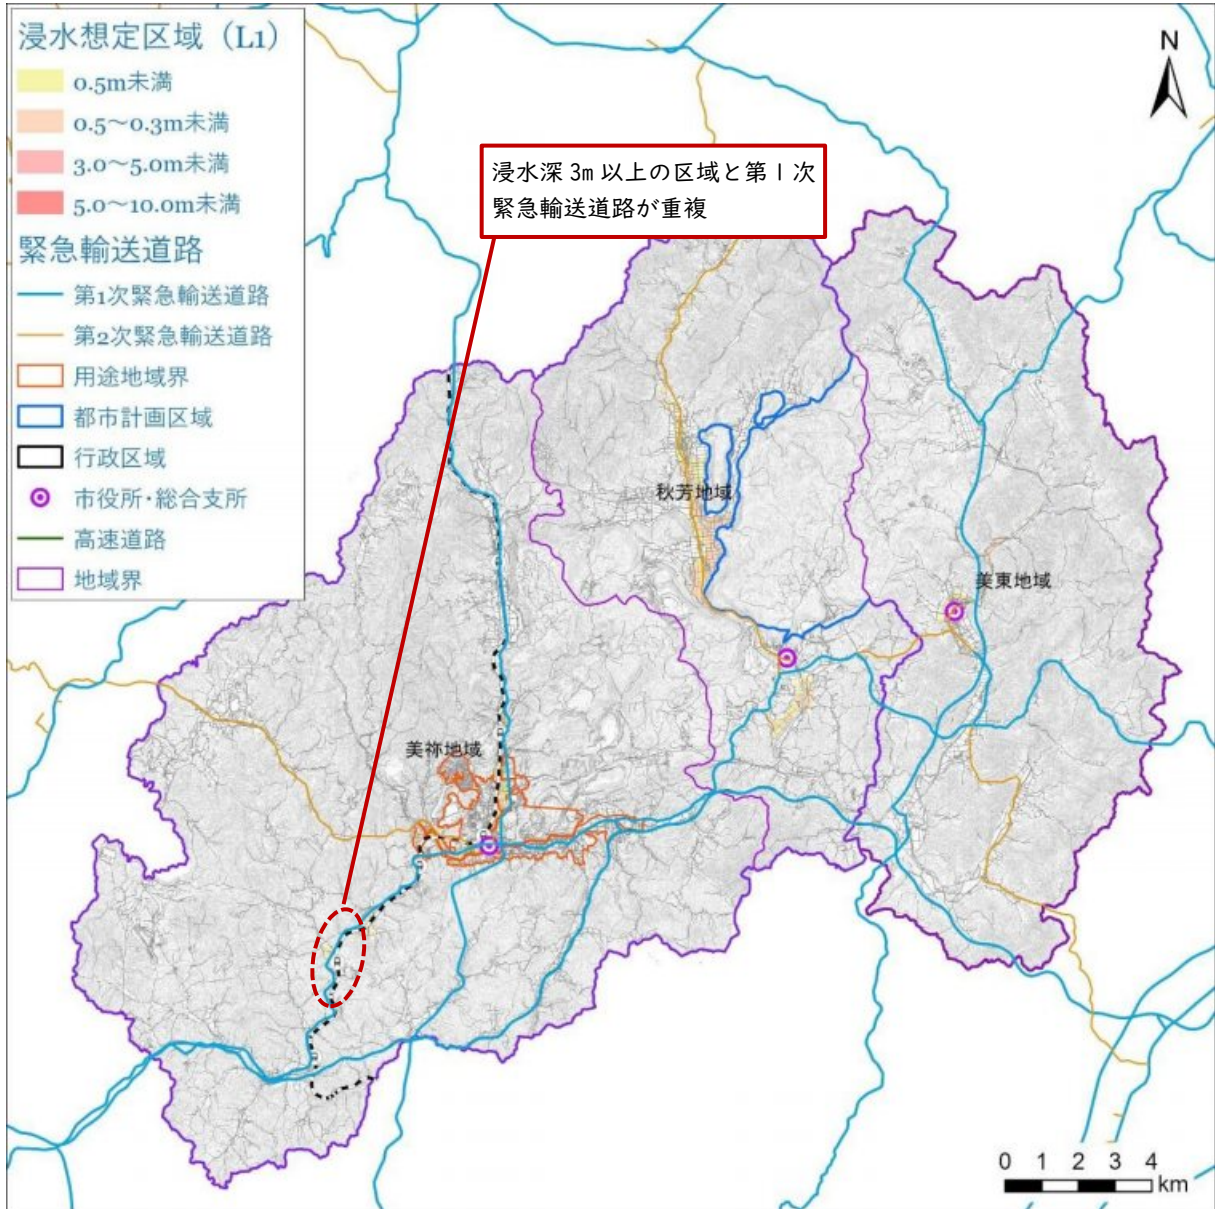 浸水想定区域（L1）
0.5m未満
0.5～0.3m未満
3.0～5.0m未満
5.0～10.0m未満
緊急輸送道路
第1次緊急輸送道路
第2次緊急輸送道路
用途地域界
都市計画区域
行政区域
市役所・総合支所
高速道路
地域界
N
浸水深 3m 以上の区域と第1次
緊急輸送道路が重複
秋芳地域
美東地域
美祢地域
0 1 2 3 4
km